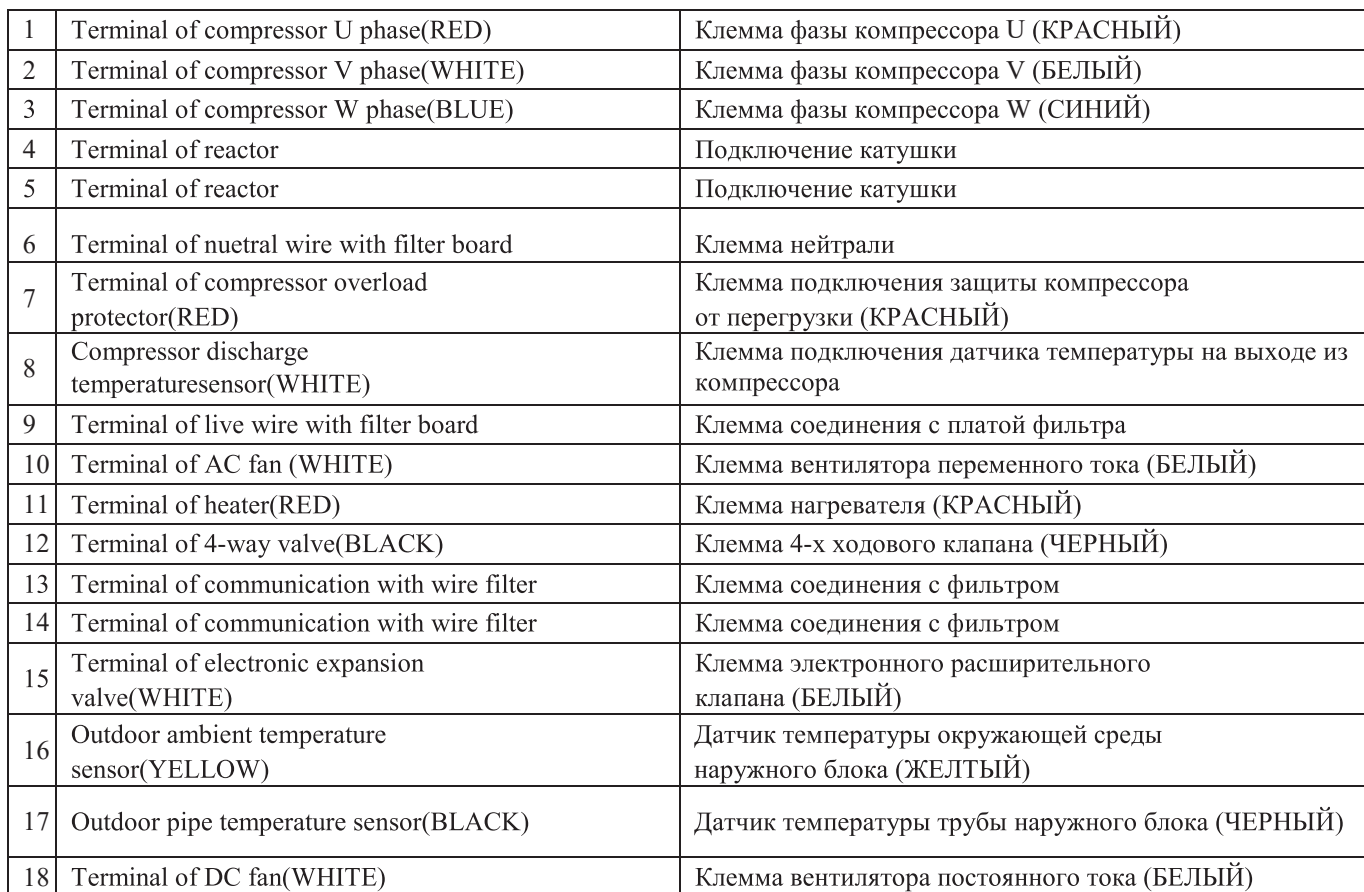 1 Terminal of compressor U phase(RED) Клемма фазы компрессора U (КРАСНЫЙ)
2 Terminal of compressor V phase(WHITE) Клемма фазы компрессора V (БЕЛЫЙ)
3 Terminal of compressor W phase(BLUE) Клемма фазы компрессора W (СИНИЙ)
4 Terminal of reactor Подключение катушки
5 Terminal of reactor Подключение катушки
6 Terminal of nuetral wire with filter board Клемма нейтрали
7 Terminal of compressor overload
protector(RED)
Клемма подключения защиты компрессора
от перегрузки (КРАСНЫЙ)
8 Compressor discharge
temperaturesensor(WHITE)
Клемма подключения датчика температуры на выходе из
компрессора
9 Terminal of live wire with filter board Клемма соединения с платой фильтра
10 Terminal of AC fan (WHITE) Клемма вентилятора переменного тока (БЕЛЫЙ)
11 Terminal of heater(RED) Клемма нагревателя (КРАСНЫЙ)
12 Terminal of 4-way valve(BLACK) Клемма 4-х ходового клапана (ЧЕРНЫЙ)
13 Terminal of communication with wire filter Клемма соединения с фильтром
14 Terminal of communication with wire filter Клемма соединения с фильтром
15 Terminal of electronic expansion
valve(WHITE)
Клемма электронного расширительного
клапана (БЕЛЫЙ)
16 Outdoor ambient temperature
sensor(YELLOW)
Датчик температуры окружающей среды
наружного блока (ЖЕЛТЫЙ)
17 Outdoor pipe temperature sensor(BLACK) Датчик температуры трубы наружного блока (ЧЕРНЫЙ)
18 Terminal of DC fan(WHITE) Клемма вентилятора постоянного тока (БЕЛЫЙ)